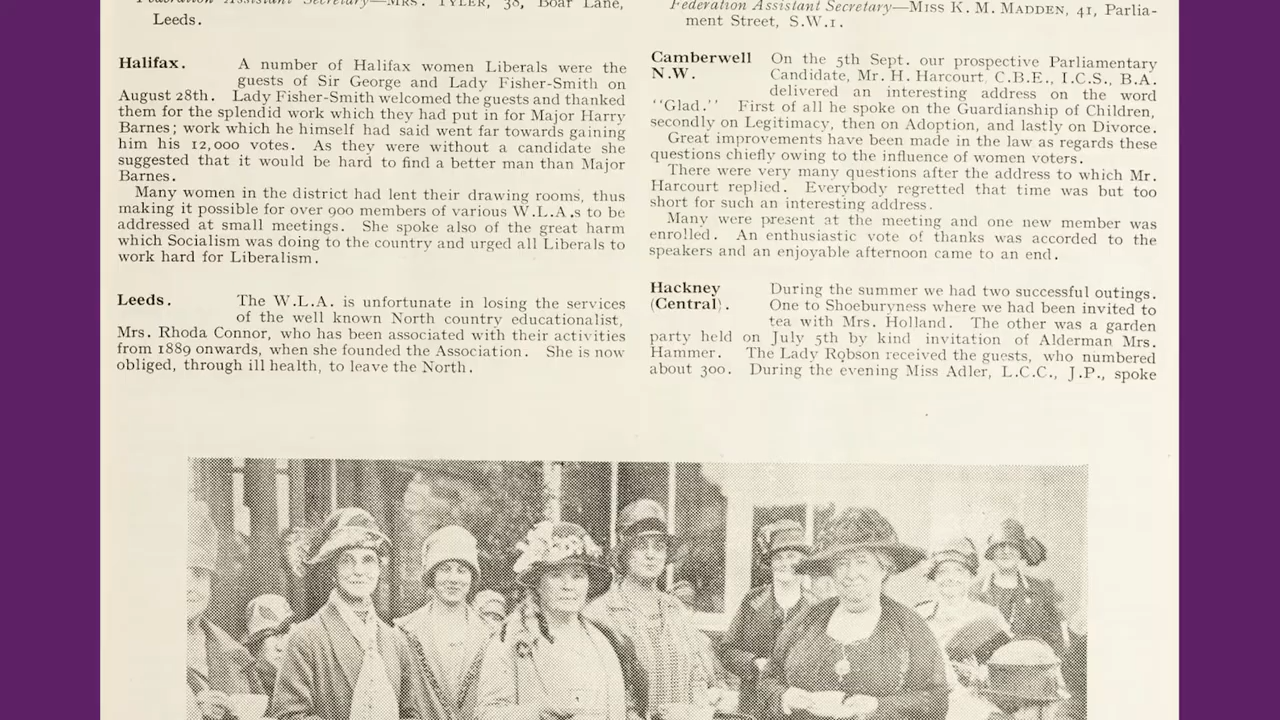 Federation Assistant Secretary—MRS. TYLER, 38, Boar Lane,
Leeds.
Halifax. A number of Halifax women Liberals were the
guests of Sir George and Lady Fisher-Smith on
August 28th. Lady Fisher-Smith welcomed the guests and thanked
them for the splendid work which they had put in for Major Harry
Barnes; work which he himself had said went far towards gaining
him his 12,000 votes. As they were without a candidate she
suggested that it would be hard to find a better man than Major
Barnes.
Many women in the district had lent their drawing rooms, thus
making it possible for over 900 members of various W.L.A.s to be
addressed at small meetings. She spoke also of the great harm
which Socialism was doing to the country and urged all Liberals to
work hard for Liberalism.
Leeds. The W.L.A. is unfortunate in losing the services
of the well known North country educationalist,
Mrs. Rhoda Connor, who has been associated with their activities
from 1889 onwards, when she founded the Association. She is now
obliged, through ill health, to leave the North.
Federation Assistant Secretary—MISS K. M. MADDEN, 41, Parlia-
ment Street, S.W.1.
Camberwell On the 5th Sept. our prospective Parliamentary
N.W. Candidate, Mr. H. Harcourt, C.B.E., I.C.S., B.A.
delivered an interesting address on the word
"Glad." First of all he spoke on the Guardianship of Children,
secondly on Legitimacy, then on Adoption, and lastly on Divorce.
Great improvements have been made in the law as regards these
questions chiefly owing to the influence of women voters.
There were very many questions after the address to which Mr.
Harcourt replied. Everybody regretted that time was but too
short for such an interesting address.
Many were present at the meeting and one new member was
enrolled. An enthusiastic vote of thanks was accorded to the
speakers and an enjoyable afternoon came to an end.
Hackney During the summer we had two successful outings.
(Central). One to Shoeburyness where we had been invited to
tea with Mrs. Holland. The other was a garden
party held on July 5th by kind invitation of Alderman Mrs.
Hammer. The Lady Robson received the guests, who numbered
about 300. During the evening Miss Adler, L.C.C., J.P., spoke